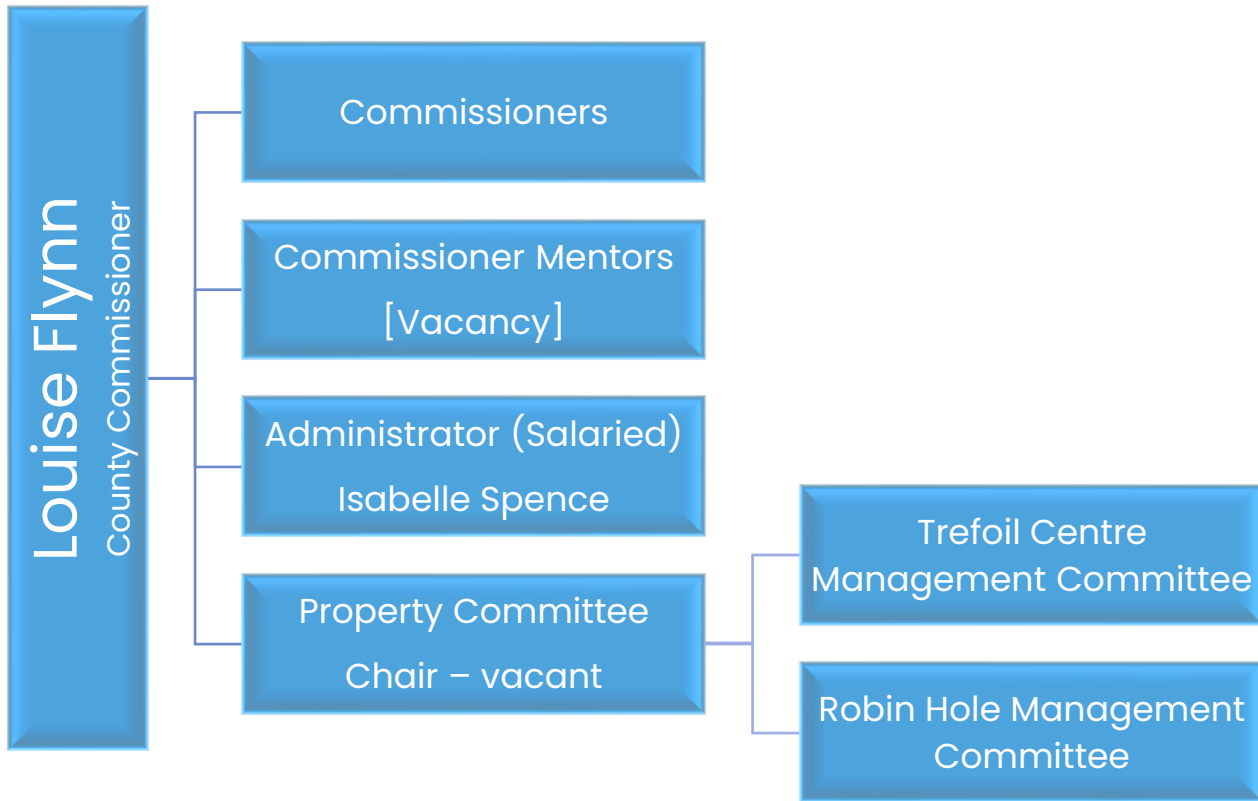 Louise Flynn
County Commissioner
Commissioners
Commissioner Mentors
[Vacancy]
Administrator (Salaried)
Isabelle Spence
Property Committee
Chair – vacant
Trefoil Centre
Management Committee
Robin Hole Management
Committee